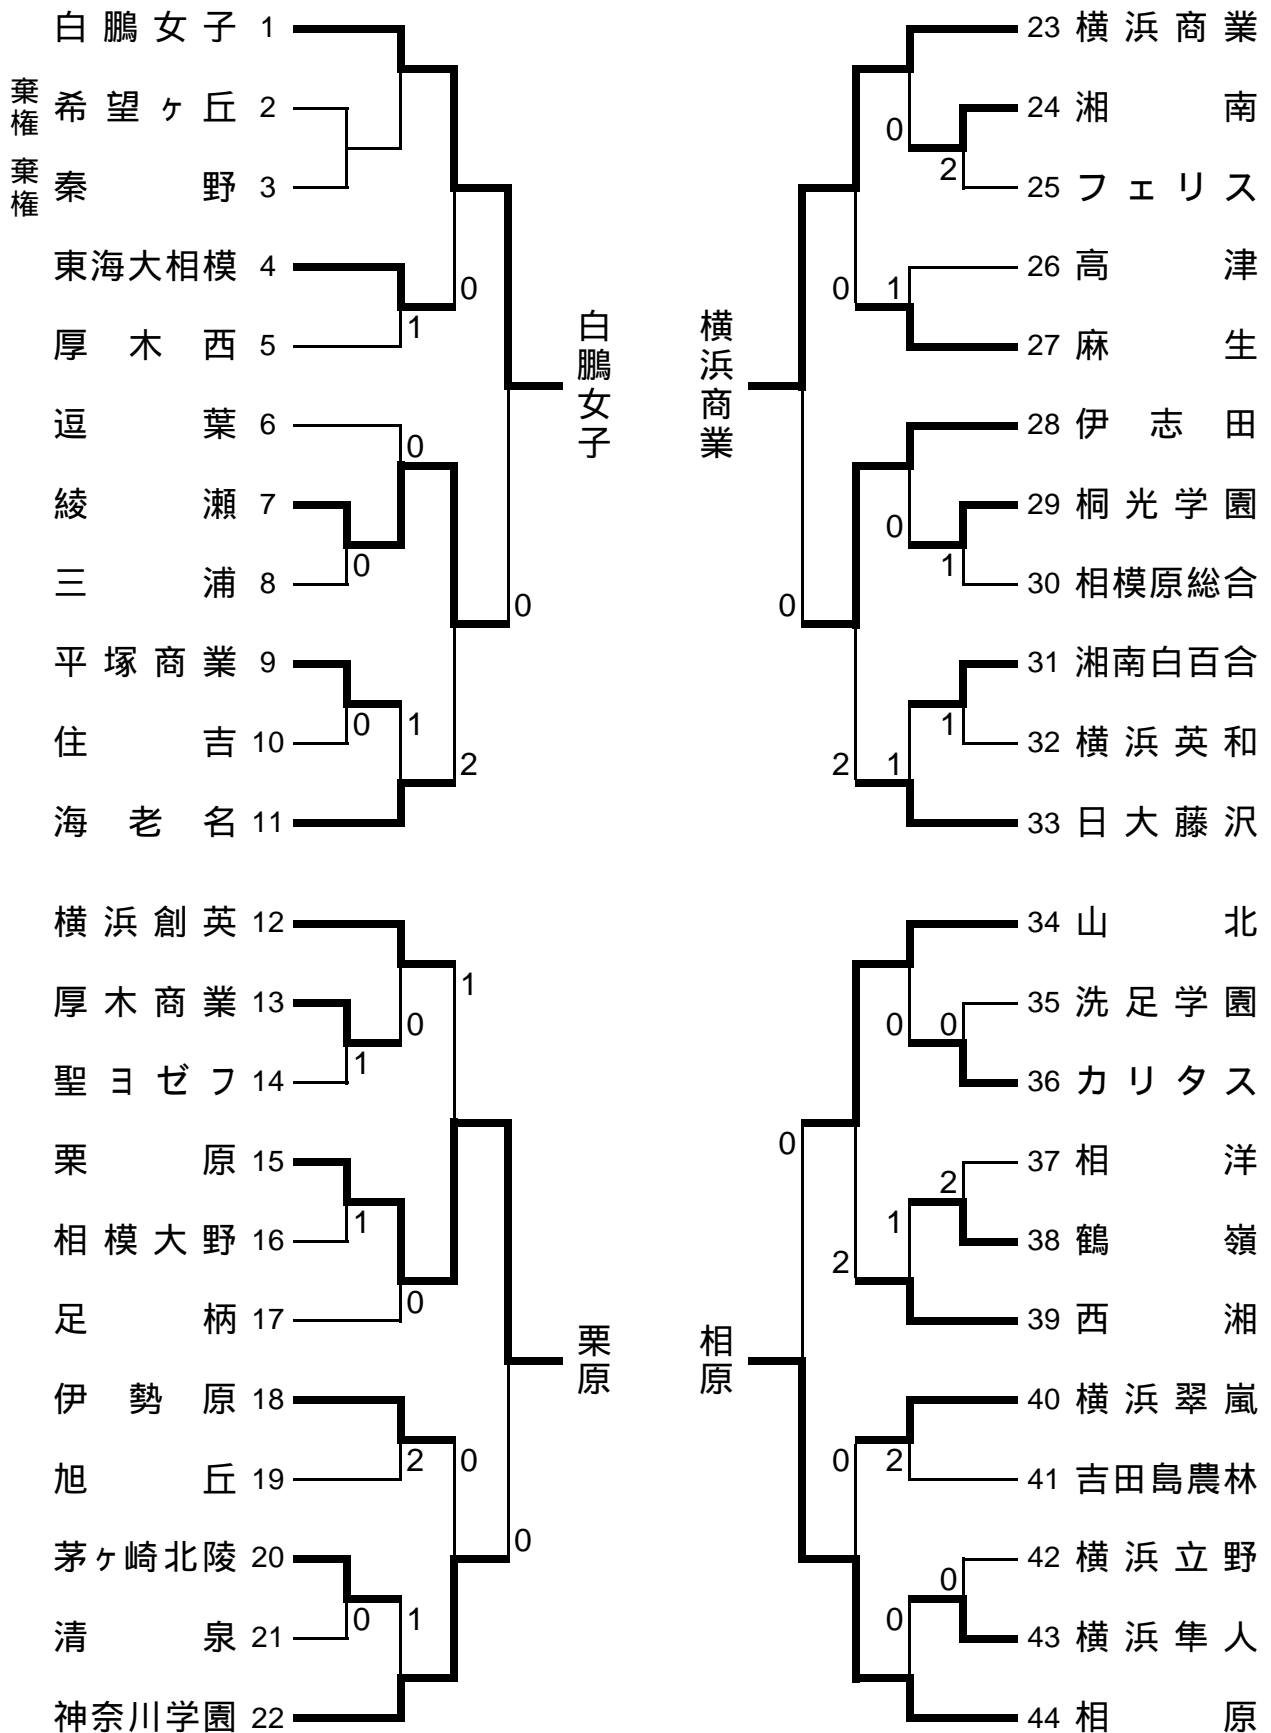 白鵬女子 1
棄権 希望ヶ丘 2
棄権 秦野 3
東海大相模 4
0
厚木西 5
1
逗葉 6
0
綾瀬 7
三浦 8
0
0
平塚商業 9
住吉 10
0 1
2
海老名 11
白鵬女子
横浜創英 12
1
厚木商業 13
0
聖ヨゼフ 14
1
栗原 15
相模大野 16
1
足柄 17
0
伊勢原 18
旭丘 19
2 0
茅ヶ崎北陵 20
0
清泉 21
0 1
神奈川学園 22
栗原
23 横浜商業
24 湘南
0
25 フェリス
2
26 高津
0 1
27 麻生
28 伊志田
29 桐光学園
0
30 相模原総合
1
0
31 湘南白百合
32 横浜英和
1
2 1
33 日大藤沢
横浜商業
34 山北
35 洗足学園
0 0
36 カリタス
0
37 相洋
2
38 鶴嶺
1
2
39 西湘
40 横浜翠嵐
41 吉田島農林
0 2
42 横浜立野
0
43 横浜隼人
0
44 相原
相原